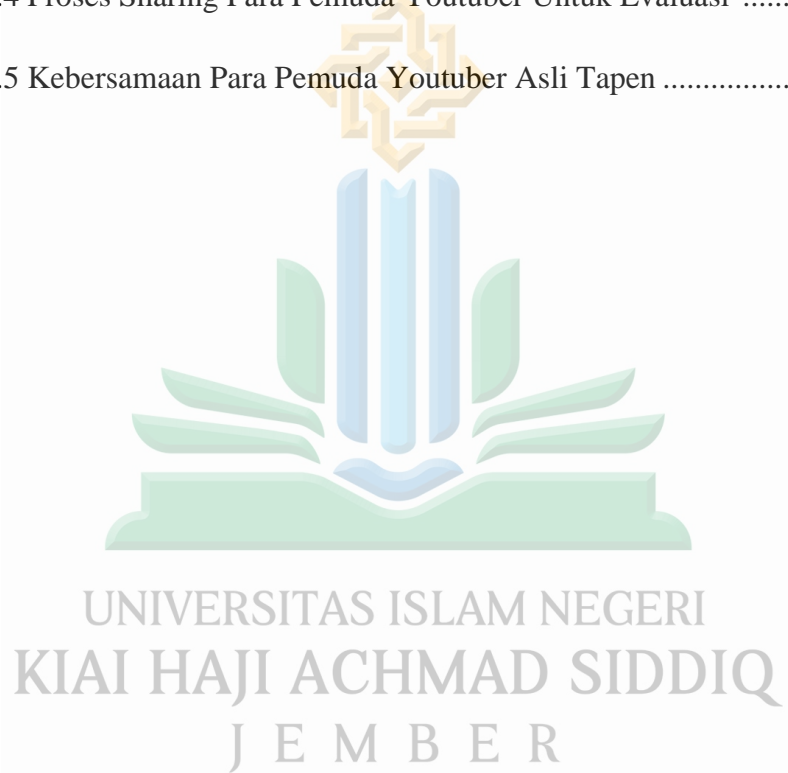 .4 Proses Sharing Para Pemuda Youtuber Untuk Evaluasi ......
.5 Kebersamaan Para Pemuda Youtuber Asli Tapen ................
UNIVERSITAS ISLAM NEGERI
KIAI HAJI ACHMAD SIDDIQ
J E M B E R